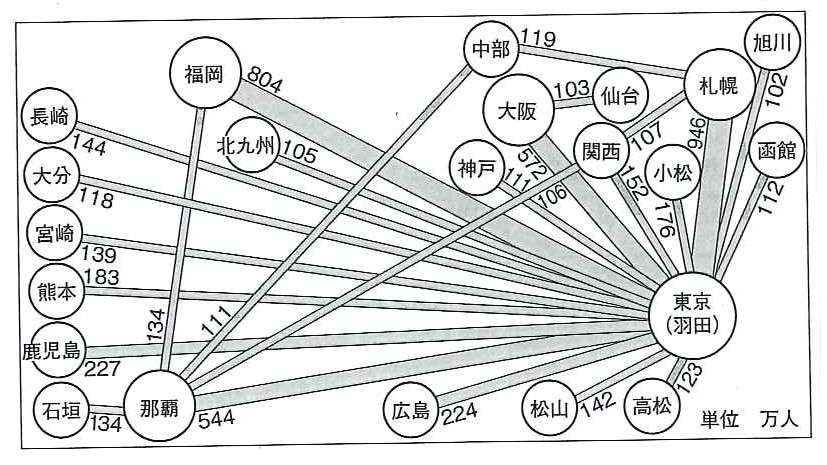 中部
119
旭川
福岡
804
札幌
102
大阪
103
仙台
長崎
144
北九州
105
946
107
関西
函館
112
572
神戸
111
106
152
小松
176
大分
118
宮崎
139
熊本
183
134
111
東京
(羽田)
鹿児島
227
石垣
134
那覇
544
広島
224
松山
142
高松
123
単位 万人